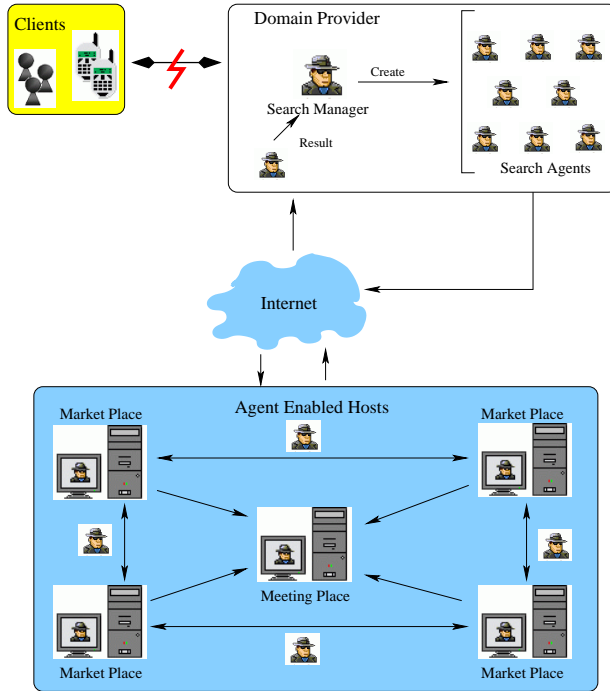 Clients
Domain Provider
Create
Search Manager
Result
Search Agents
Internet
Agent Enabled Hosts
Market Place
Market Place
Meeting Place
Market Place
Market Place